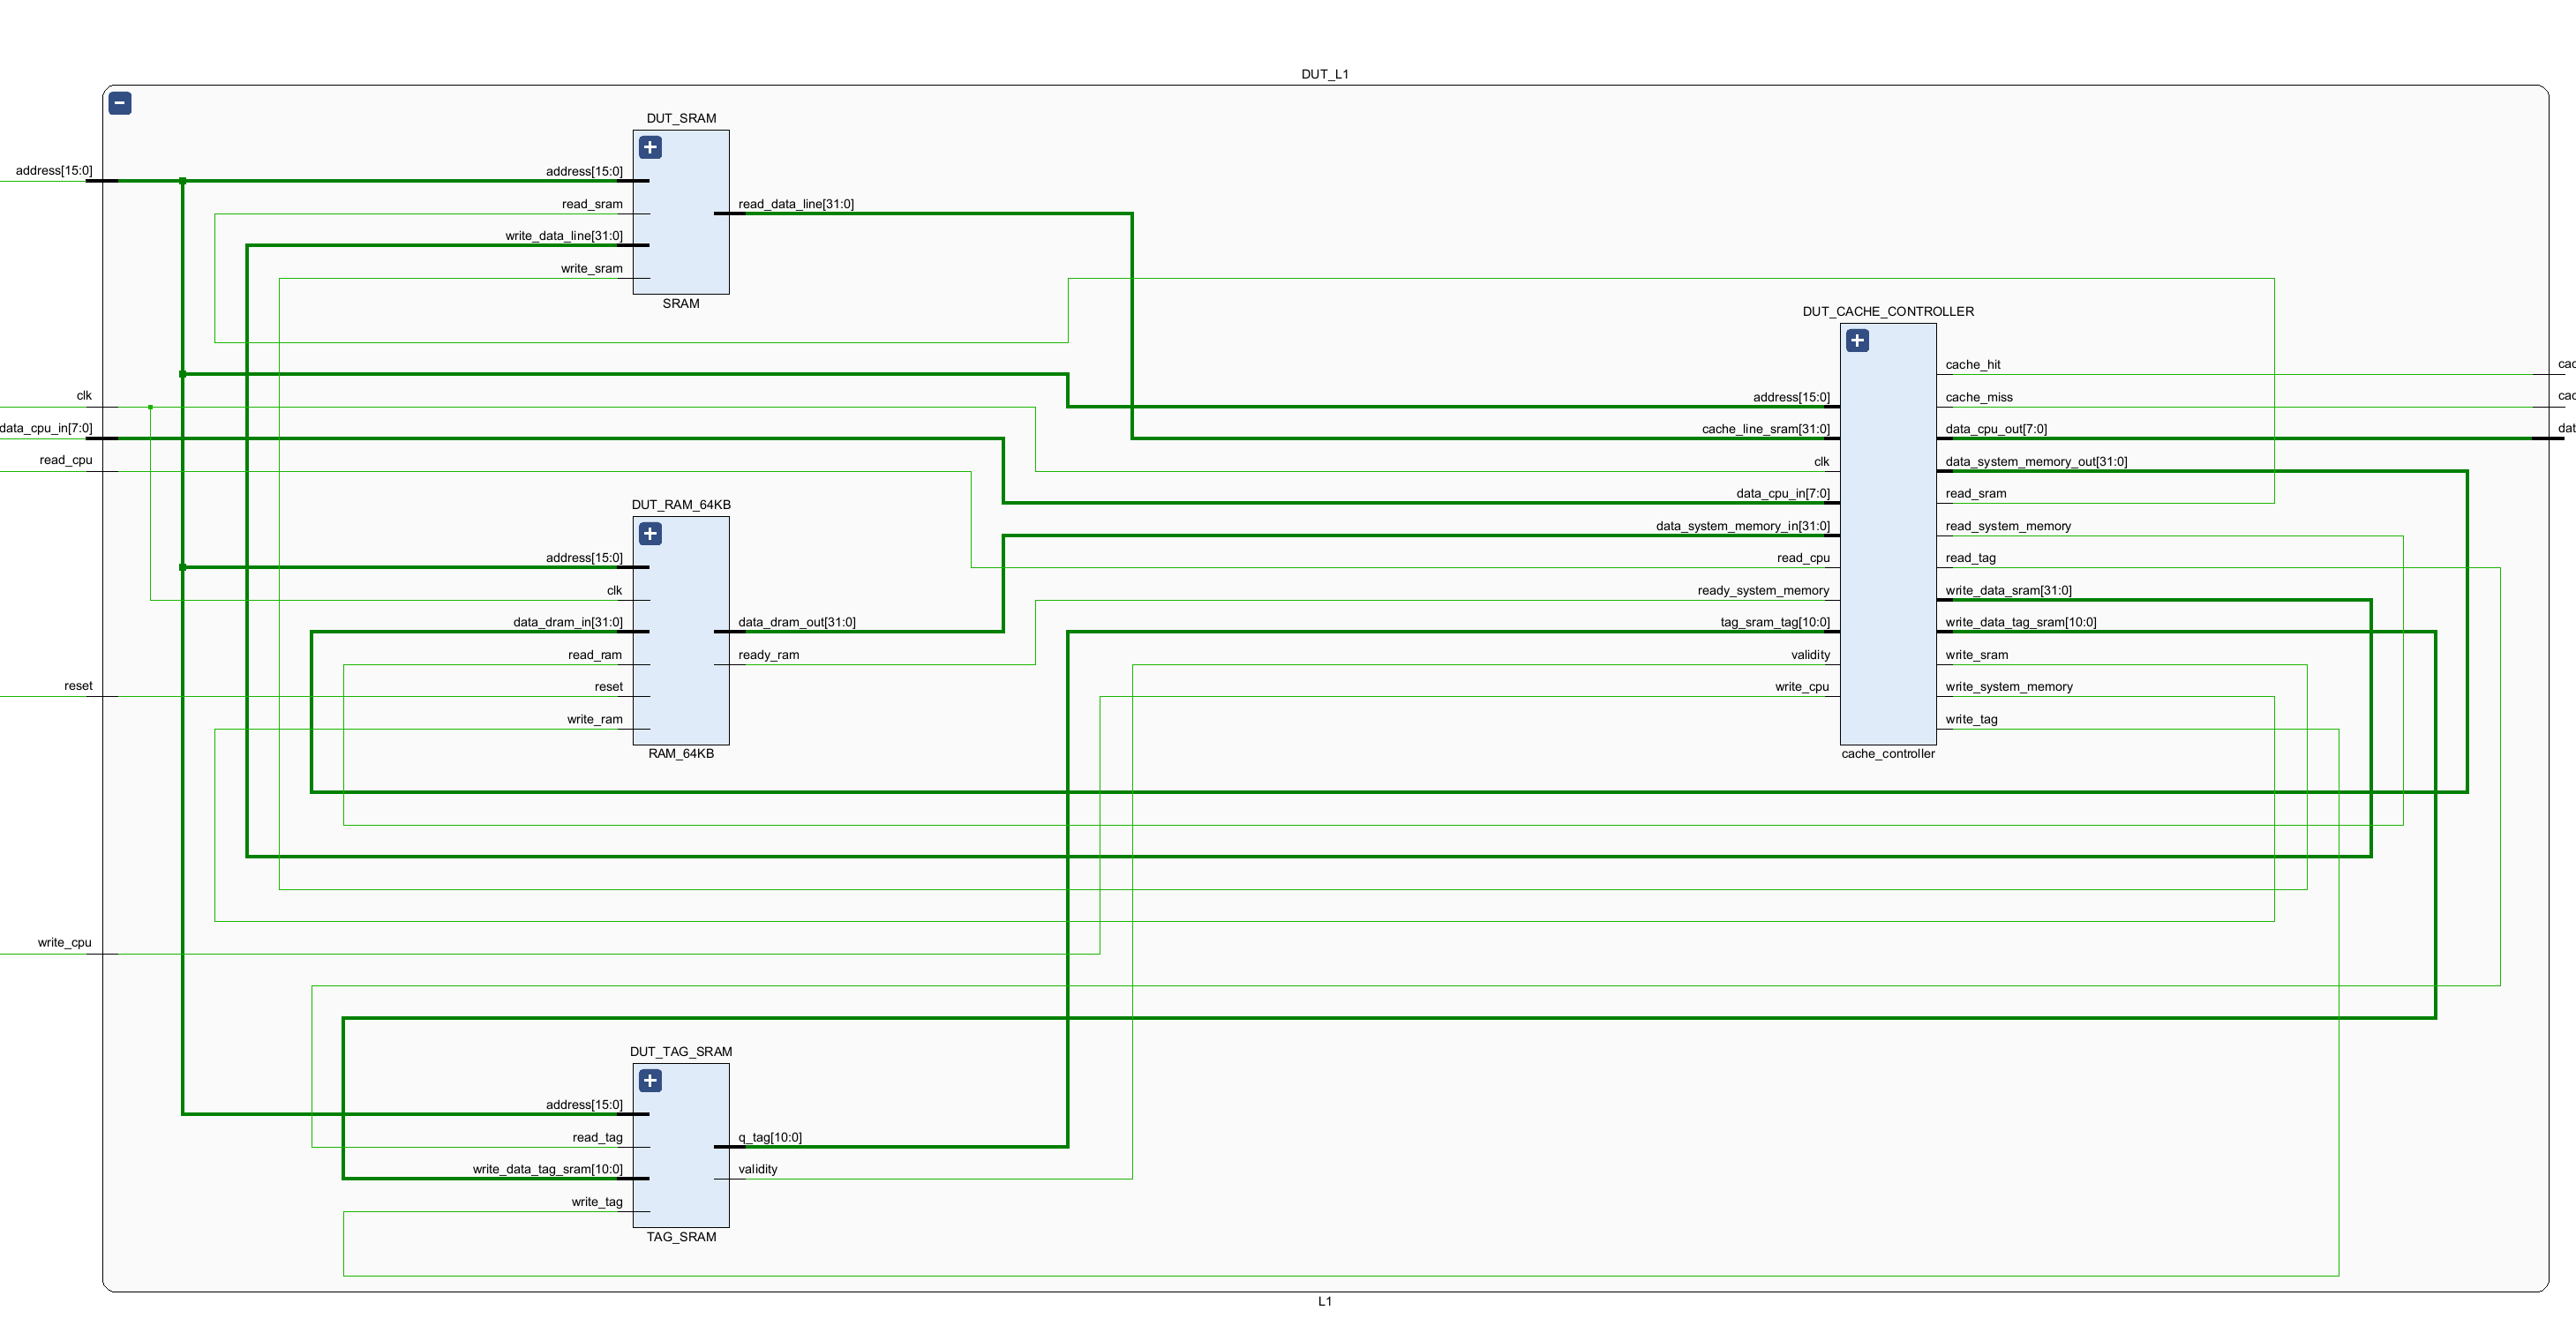 DUT_L1
DUT_SRAM
address[15:0]
address[15:0]
read_sram
read_data_line[31:0]
write_data_line[31:0]
write_sram
SRAM
DUT_CACHE_CONTROLLER
cache_hit
clk
address[15:0]
cache_miss
data_cpu_in[7:0]
cache_line_sram[31:0]
data_cpu_out[7:0]
read_cpu
clk
data_system_memory_out[31:0]
data_cpu_in[7:0]
read_sram
DUT_RAM_64KB
data_system_memory_in[31:0]
read_system_memory
address[15:0]
read_cpu
read_tag
clk
ready_system_memory
write_data_sram[31:0]
data_dram_in[31:0]
data_dram_out[31:0]
tag_sram_tag[10:0]
write_data_tag_sram[10:0]
read_ram
ready_ram
validity
write_sram
reset
reset
write_cpu
write_system_memory
write_ram
write_tag
RAM_64KB
cache_controller
write_cpu
DUT_TAG_SRAM
address[15:0]
read_tag
q_tag[10:0]
write_data_tag_sram[10:0]
validity
write_tag
TAG_SRAM
L1